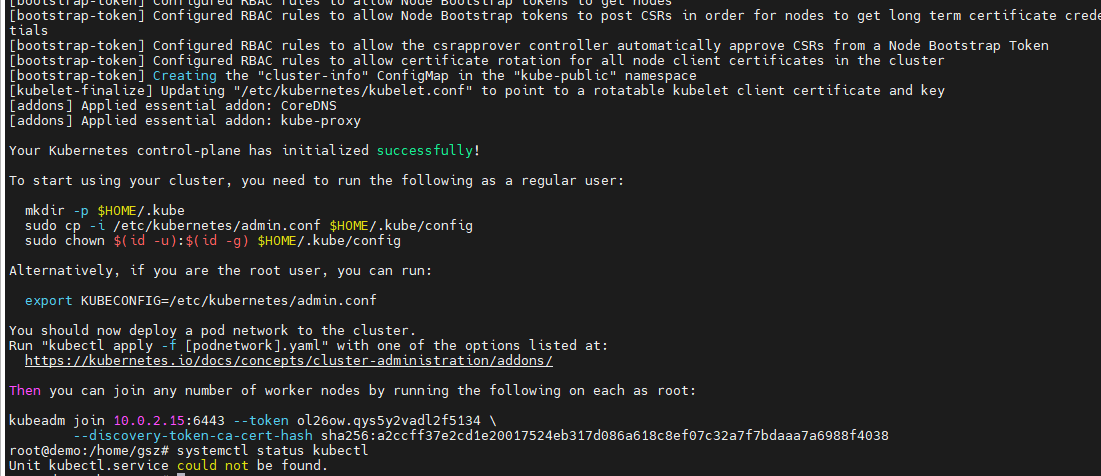 [bootstrap-token] Configured RBAC rules to allow Node Bootstrap tokens to get nodes
[bootstrap-token] Configured RBAC rules to allow Node Bootstrap tokens to post CSRs in order for nodes to get long term certificate crede
tials
[bootstrap-token] Configured RBAC rules to allow the csrapprover controller automatically approve CSRs from a Node Bootstrap Token
[bootstrap-token] Configured RBAC rules to allow certificate rotation for all node client certificates in the cluster
[bootstrap-token] Creating the "cluster-info" ConfigMap in the "kube-public" namespace
[kubelet-finalize] Updating "/etc/kubernetes/kubelet.conf" to point to a rotatable kubelet client certificate and key
[addons] Applied essential addon: CoreDNS
[addons] Applied essential addon: kube-proxy
Your Kubernetes control-plane has initialized successfully!
To start using your cluster, you need to run the following as a regular user:
mkdir -p $HOME/.kube
sudo cp -i /etc/kubernetes/admin.conf $HOME/.kube/config
sudo chown $(id -u):$(id -g) $HOME/.kube/config
Alternatively, if you are the root user, you can run:
export KUBECONFIG=/etc/kubernetes/admin.conf
You should now deploy a pod network to the cluster.
Run "kubectl apply -f [podnetwork].yaml" with one of the options listed at:
https://kubernetes.io/docs/concepts/cluster-administration/addons/
Then you can join any number of worker nodes by running the following on each as root:
kubeadm join 10.0.2.15:6443 --token ol26ow.qys5y2vadl2f5134 \
--discovery-token-ca-cert-hash sha256:a2ccff37e2cd1e20017524eb317d086a618c8ef07c32a7f7bdaaa7a6988f4038
root@demo:/home/gsz# systemctl status kubectl
Unit kubectl.service could not be found.